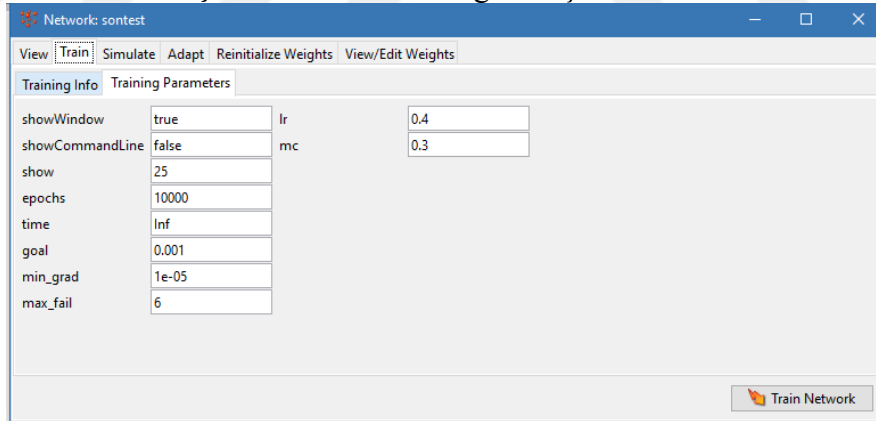 Network: sontest
View Train Simulate Adapt Reinitialize Weights View/Edit Weights
Training Info Training Parameters
showWindow true lr 0.4
showCommandLine false mc 0.3
show 25
epochs 10000
time Inf
goal 0.001
min_grad 1e-05
max_fail 6
Train Network